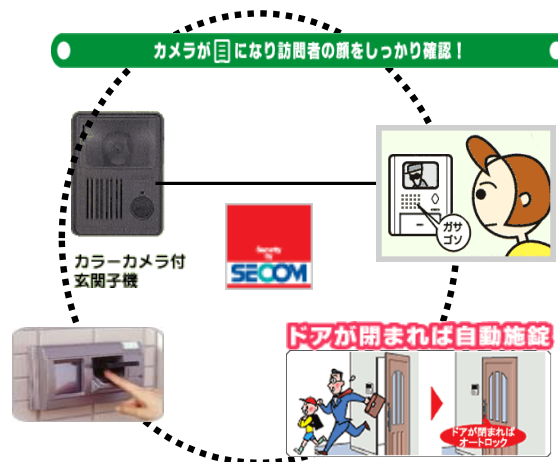 カメラが目になり訪問者の顔をしっかり確認！
ガサ
ゴソ
カラーカメラ付
玄関子機
Security
by
SECOM
ドアが閉まれば自動施錠
ドアが閉まれば
オートロック